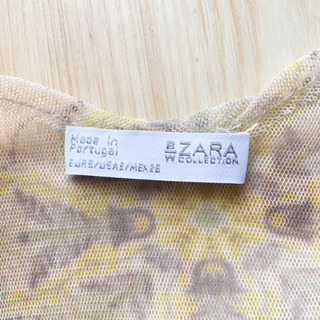 Made in
Portugal
EUR S/USA S/MEX 26
B/W ZARA
COLLECTION